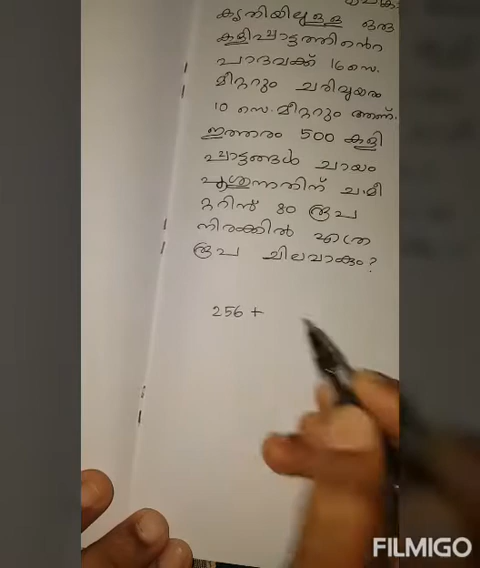 കൃതിയിലുള്ള ഒരു
കളിപ്പാട്ടത്തിൻെറ
പാദവക്ക് 16 സെ.
മീറ്ററും ചരിവുയരം
10 സെ.മീറ്ററും ആണ്.
ഇത്തരം 500 കളി
പ്പാട്ടങ്ങൾ ചായം
പൂശുന്നതിന് ച.മീ
റ്ററിന് 80 രൂപ
നിരക്കിൽ എത്ര
രൂപ ചിലവാകും?
256 +
FILMIGO